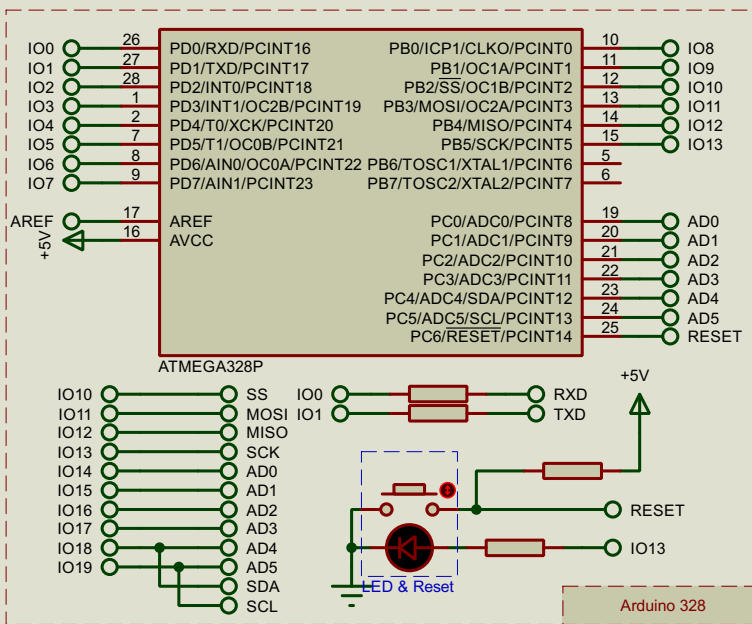 IO0 26 PD0/RXD/PCINT16 PB0/ICP1/CLKO/PCINT0 10 IO8
IO1 27 PD1/TXD/PCINT17 PB1/OC1A/PCINT1 11 IO9
IO2 28 PD2/INT0/PCINT18 PB2/SS/OC1B/PCINT2 12 IO10
IO3 1 PD3/INT1/OC2B/PCINT19 PB3/MOSI/OC2A/PCINT3 13 IO11
IO4 2 PD4/T0/XCK/PCINT20 PB4/MISO/PCINT4 14 IO12
IO5 7 PD5/T1/OC0B/PCINT21 PB5/SCK/PCINT5 15 IO13
IO6 8 PD6/AIN0/OC0A/PCINT22 PB6/TOSC1/XTAL1/PCINT6 5
IO7 9 PD7/AIN1/PCINT23 PB7/TOSC2/XTAL2/PCINT7 6
AREF 17 AREF PC0/ADC0/PCINT8 19 AD0
+5V 16 AVCC PC1/ADC1/PCINT9 20 AD1
PC2/ADC2/PCINT10 21 AD2
PC3/ADC3/PCINT11 22 AD3
PC4/ADC4/SDA/PCINT12 23 AD4
PC5/ADC5/SCL/PCINT13 24 AD5
PC6/RESET/PCINT14 25 RESET
ATMEGA328P
+5V
IO10 SS IO0 RXD
IO11 MOSI IO1 TXD
IO12 MISO
IO13 SCK
IO14 AD0
IO15 AD1
IO16 AD2 RESET
IO17 AD3
IO18 AD4 IO13
IO19 AD5
SDA LED & Reset
SCL Arduino 328